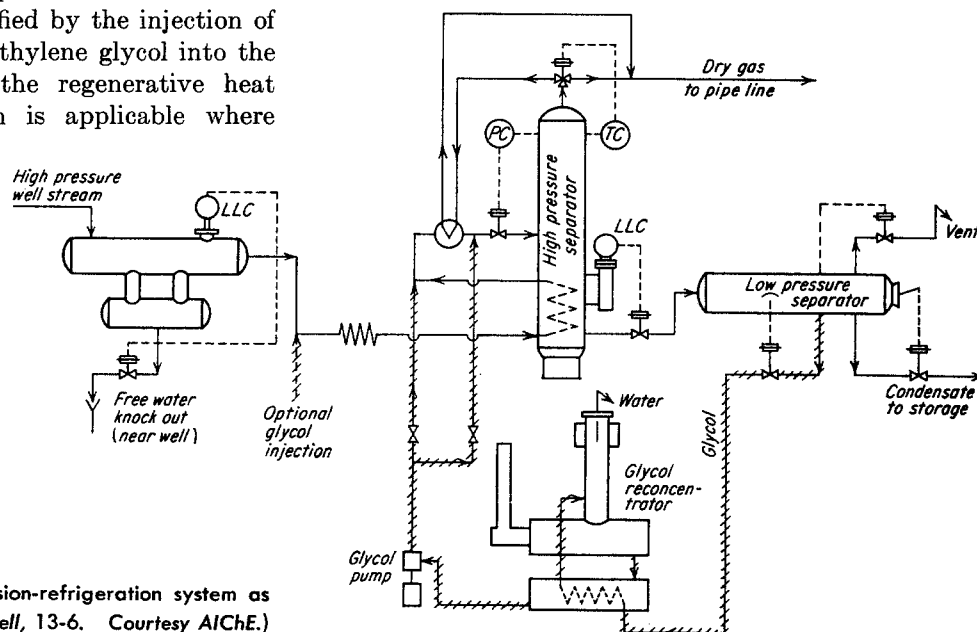 fied by the injection of
thylene glycol into the
the regenerative heat
is applicable where
High pressure
well stream
LLC
Free water
knock out
(near well)
Optional
glycol
injection
PC
TC
High pressure
separator
LLC
Dry gas
to pipe line
Low pressure
separator
Vent
Condensate
to storage
Glycol
Water
Glycol
reconcen-
trator
Glycol
pump
sion-refrigeration system as
ell, 13-6. Courtesy AIChE.)